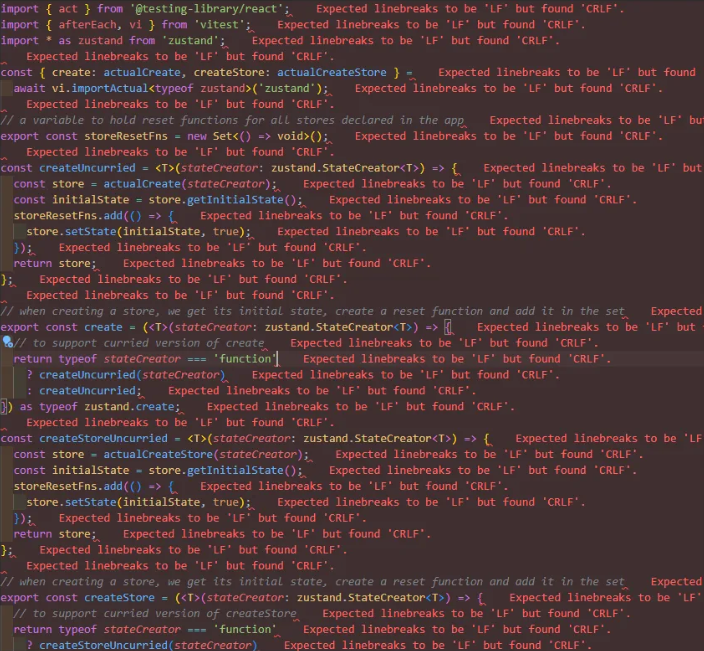 import { act } from '@testing-library/react'; Expected linebreaks to be 'LF' but found 'CRLF'.
import { afterEach, vi } from 'vitest'; Expected linebreaks to be 'LF' but found 'CRLF'.
import * as zustand from 'zustand'; Expected linebreaks to be 'LF' but found 'CRLF'.
Expected linebreaks to be 'LF' but found 'CRLF'.
const { create: actualCreate, createStore: actualCreateStore } = Expected linebreaks to be 'LF' but found
await vi.importActual<typeof zustand>('zustand'); Expected linebreaks to be 'LF' but found 'CRLF'.
Expected linebreaks to be 'LF' but found 'CRLF'.
// a variable to hold reset functions for all stores declared in the app Expected linebreaks to be 'LF' but
export const storeResetFns = new Set<() => void>(); Expected linebreaks to be 'LF' but found 'CRLF'.
Expected linebreaks to be 'LF' but found 'CRLF'.
const createUncurried = <T>(stateCreator: zustand.StateCreator<T>) => { Expected linebreaks to be 'LF' but
const store = actualCreate(stateCreator); Expected linebreaks to be 'LF' but found 'CRLF'.
const initialState = store.getInitialState(); Expected linebreaks to be 'LF' but found 'CRLF'.
storeResetFns.add(() => { Expected linebreaks to be 'LF' but found 'CRLF'.
store.setState(initialState, true); Expected linebreaks to be 'LF' but found 'CRLF'.
}); Expected linebreaks to be 'LF' but found 'CRLF'.
return store; Expected linebreaks to be 'LF' but found 'CRLF'.
}; Expected linebreaks to be 'LF' but found 'CRLF'.
Expected linebreaks to be 'LF' but found 'CRLF'.
// when creating a store, we get its initial state, create a reset function and add it in the set Expected
export const create = (<T>(stateCreator: zustand.StateCreator<T>) => { Expected linebreaks to be 'LF' but
// to support curried version of create Expected linebreaks to be 'LF' but found 'CRLF'.
return typeof stateCreator === 'function' Expected linebreaks to be 'LF' but found 'CRLF'.
? createUncurried(stateCreator) Expected linebreaks to be 'LF' but found 'CRLF'.
: createUncurried; Expected linebreaks to be 'LF' but found 'CRLF'.
}) as typeof zustand.create; Expected linebreaks to be 'LF' but found 'CRLF'.
Expected linebreaks to be 'LF' but found 'CRLF'.
const createStoreUncurried = <T>(stateCreator: zustand.StateCreator<T>) => { Expected linebreaks to be 'LF'
const store = actualCreateStore(stateCreator); Expected linebreaks to be 'LF' but found 'CRLF'.
const initialState = store.getInitialState(); Expected linebreaks to be 'LF' but found 'CRLF'.
storeResetFns.add(() => { Expected linebreaks to be 'LF' but found 'CRLF'.
store.setState(initialState, true); Expected linebreaks to be 'LF' but found 'CRLF'.
}); Expected linebreaks to be 'LF' but found 'CRLF'.
return store; Expected linebreaks to be 'LF' but found 'CRLF'.
}; Expected linebreaks to be 'LF' but found 'CRLF'.
Expected linebreaks to be 'LF' but found 'CRLF'.
// when creating a store, we get its initial state, create a reset function and add it in the set Expected
export const createStore = (<T>(stateCreator: zustand.StateCreator<T>) => { Expected linebreaks to be 'LF'
// to support curried version of createStore Expected linebreaks to be 'LF' but found 'CRLF'.
return typeof stateCreator === 'function' Expected linebreaks to be 'LF' but found 'CRLF'.
? createStoreUncurried(stateCreator) Expected linebreaks to be 'LF' but found 'CRLF'.